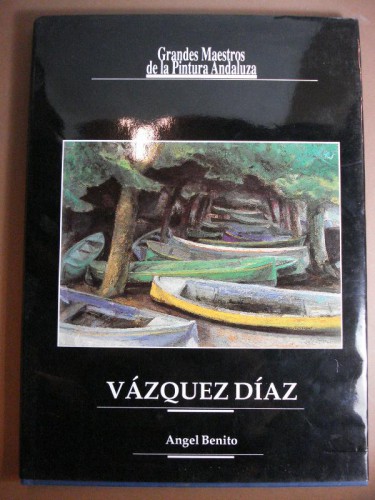 Grandes Maestros
de la Pintura Andaluza
VÁZQUEZ DÍAZ
Angel Benito